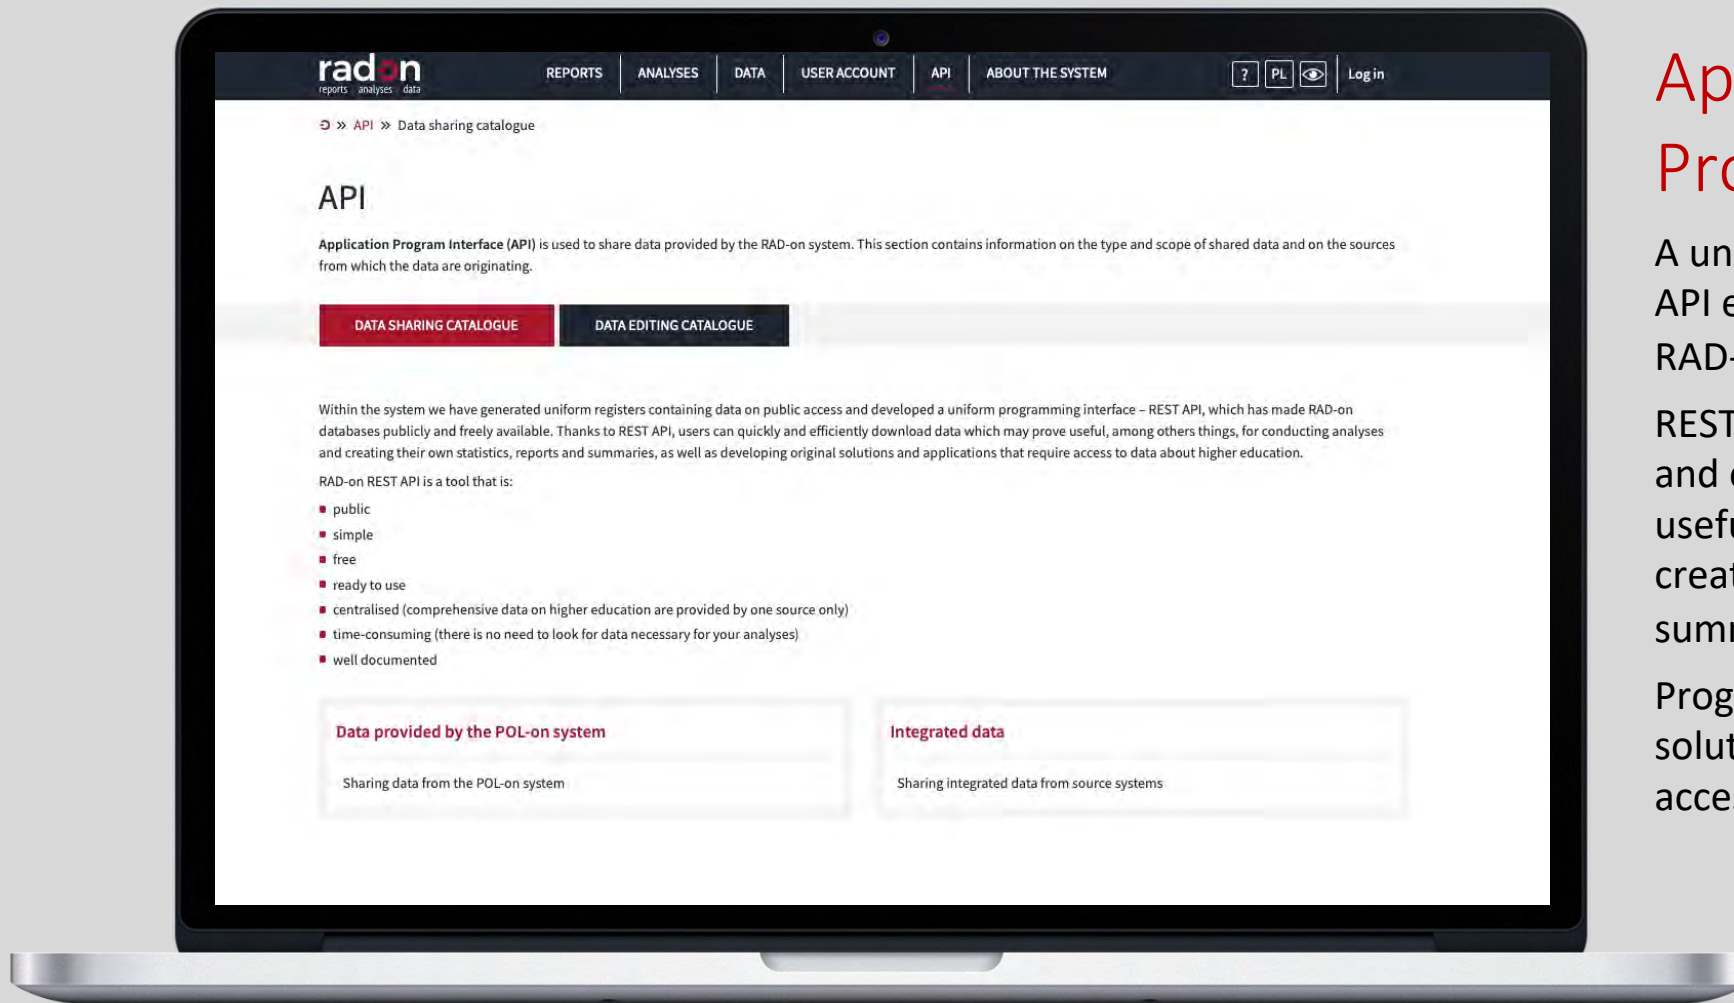 radon
reports analyses data
REPORTS ANALYSES DATA USER ACCOUNT API ABOUT THE SYSTEM ? PL Log in
» API » Data sharing catalogue
API
Application Program Interface (API) is used to share data provided by the RAD-on system. This section contains information on the type and scope of shared data and on the sources
from which the data are originating.
DATA SHARING CATALOGUE DATA EDITING CATALOGUE
Within the system we have generated uniform registers containing data on public access and developed a uniform programming interface – REST API, which has made RAD-on
databases publicly and freely available. Thanks to REST API, users can quickly and efficiently download data which may prove useful, among others things, for conducting analyses
and creating their own statistics, reports and summaries, as well as developing original solutions and applications that require access to data about higher education.
RAD-on REST API is a tool that is:
public
simple
free
ready to use
centralised (comprehensive data on higher education are provided by one source only)
time-consuming (there is no need to look for data necessary for your analyses)
well documented
Data provided by the POL-on system
Sharing data from the POL-on system
Integrated data
Sharing integrated data from source systems
Ap
Pro
A un
API e
RAD-
REST
and
usefu
creat
sum
Prog
solut
acce